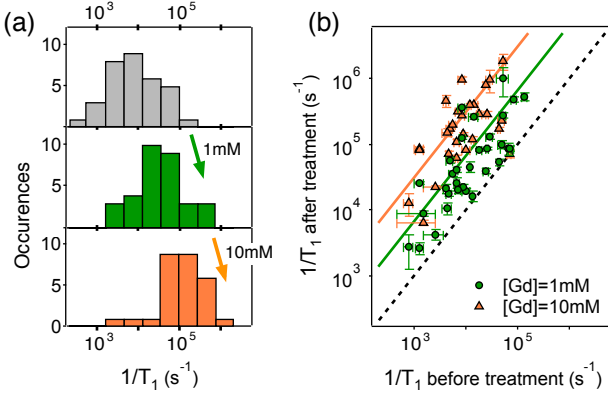 (a)
10³ 10⁵
10
5
0
10
5
0
1mM
10
5
0
10mM
Occurences
10³ 10⁵
1/T₁ (s⁻¹)
(b)
10⁶
10⁵
10⁴
10³
1/T₁ after treatment (s⁻¹)
[Gd]=1mM
[Gd]=10mM
10³ 10⁵
1/T₁ before treatment (s⁻¹)